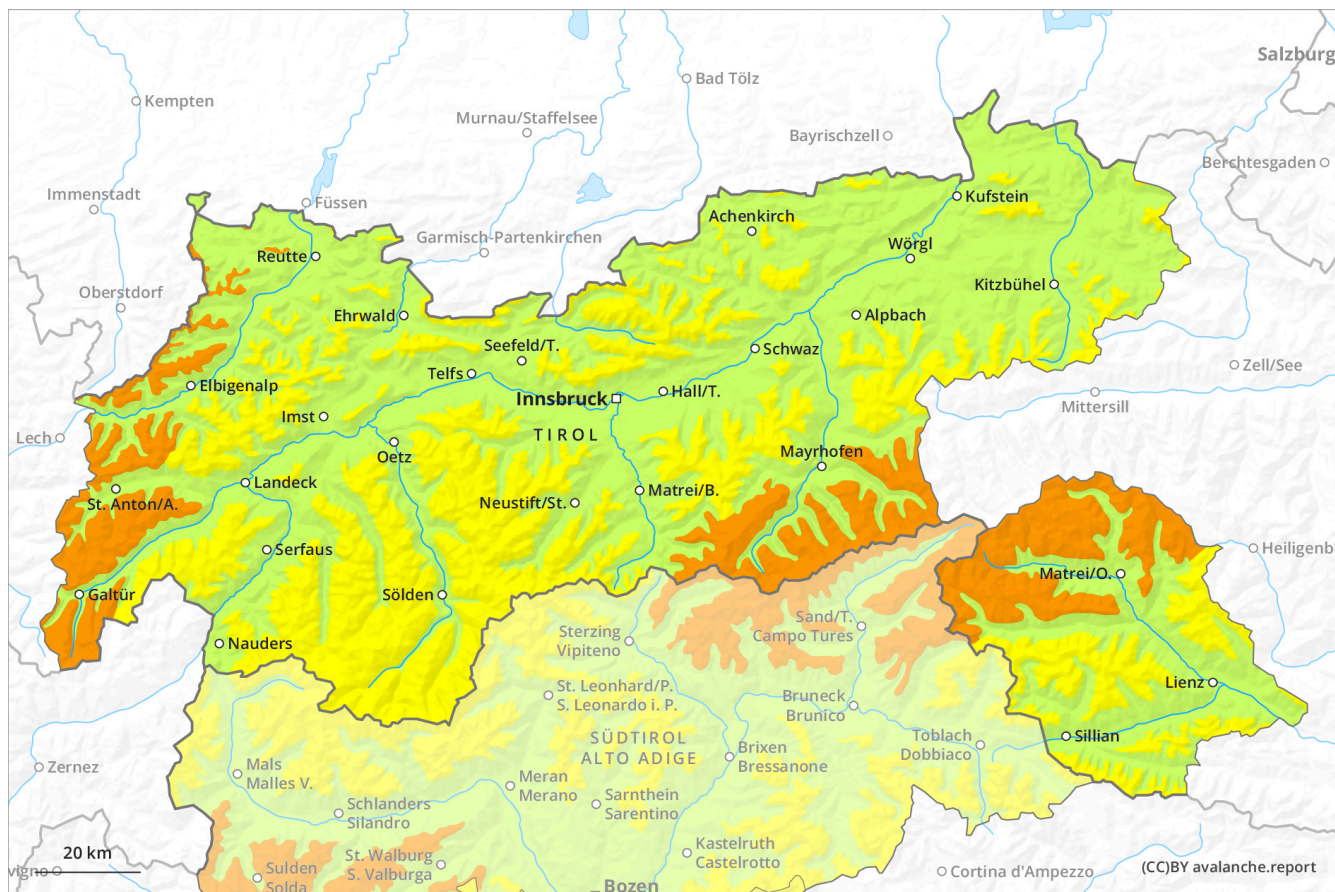 Salzburg
Bad Tölz
Kempten
Murnau/Staffelsee
Bayrischzell
Berchtesgaden
Immenstadt
Füssen
Kufstein
Achenkirch
Garmisch-Partenkirchen
Wörgl
Reutte
Oberstdorf
Kitzbühel
Ehrwald
Alpbach
Seefeld/T.
Schwaz
Zell/See
Telfs
Elbigenalp
Hall/T.
Innsbruck
Mittersill
Imst
TIROL
Lech
Oetz
Mayrhofen
Landeck
Matrei/B.
St. Anton/A.
Neustift/St.
Serfaus
Heiligenb
Matrei/O.
Galtür
Sölden
Sand/T.
Campo Tures
Sterzing
Vipiteno
Nauders
Lienz
St. Leonhard/P.
S. Leonardo i. P.
Bruneck
Brunico
Sillian
SÜDTIROL
ALTO ADIGE
Toblach
Dobbiaco
Brixen
Bressanone
Zernez
Mals
Malles V.
Meran
Merano
Sarnthein
Sarentino
Schlanders
Silandro
Kastelruth
Castelrotto
20 km
St. Walburg
S. Valburga
vigno
Sulden
Solda
Cortina d'Ampezzo
(CC)BY avalanche.report
Bozen